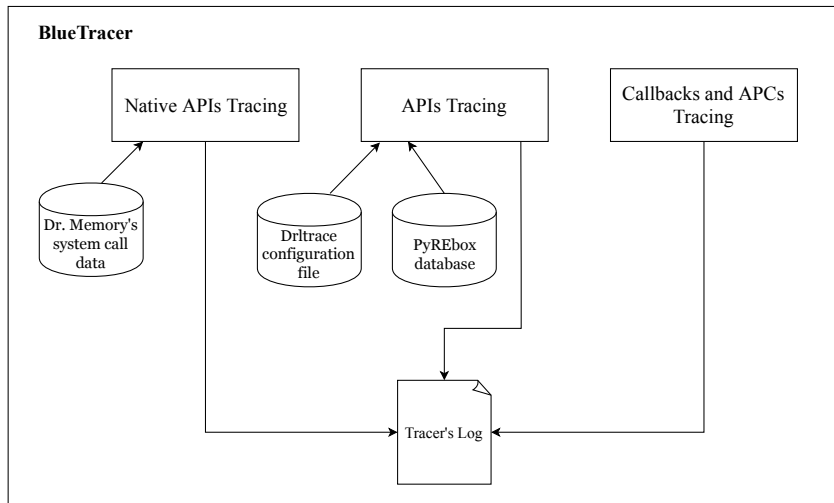 BlueTracer
Native APIs Tracing
APIs Tracing
Callbacks and APCs
Tracing
Dr. Memory's
system call
data
Drltrace
configuration
file
PyREbox
database
Tracer's Log